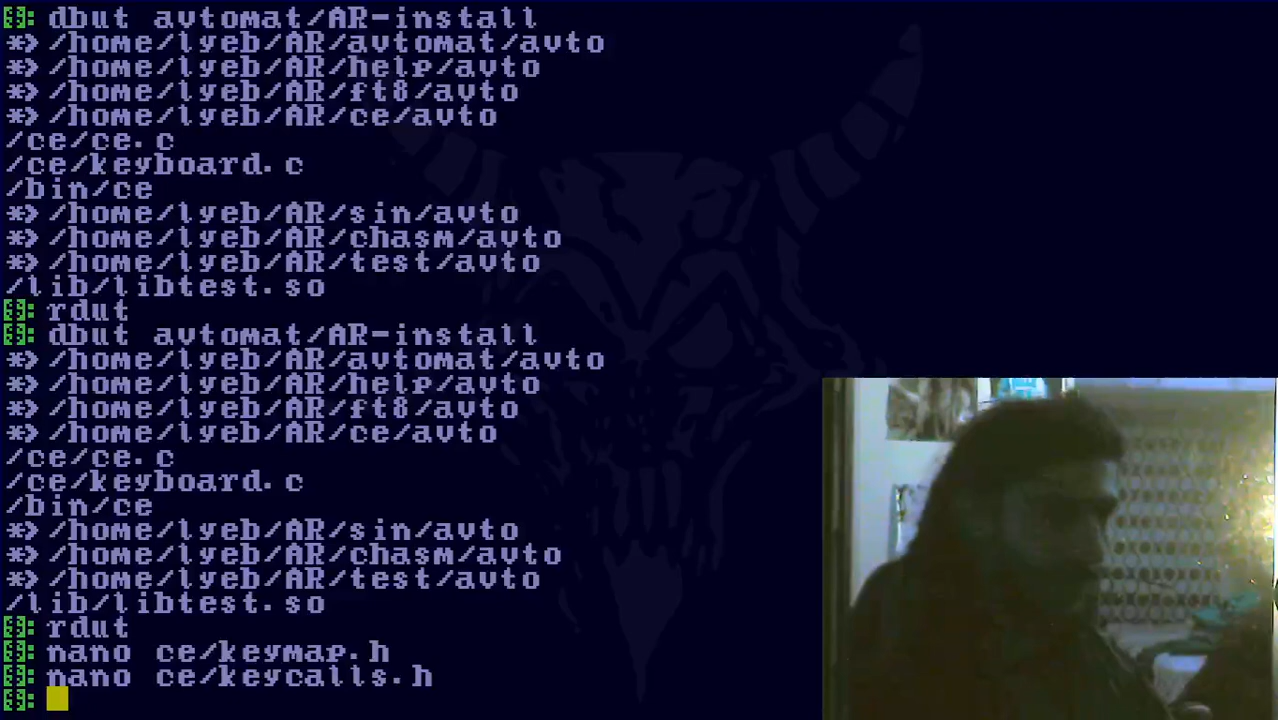 []: dbut avtomat/AR-install
*> /home/lyeb/AR/avtomat/avto
*> /home/lyeb/AR/help/avto
*> /home/lyeb/AR/ft8/avto
*> /home/lyeb/AR/ce/avto
/ce/ce.c
/ce/keyboard.c
/bin/ce
*> /home/lyeb/AR/sin/avto
*> /home/lyeb/AR/chasm/avto
*> /home/lyeb/AR/test/avto
/lib/libtest.so
[]: rdut
[]: dbut avtomat/AR-install
*> /home/lyeb/AR/avtomat/avto
*> /home/lyeb/AR/help/avto
*> /home/lyeb/AR/ft8/avto
*> /home/lyeb/AR/ce/avto
/ce/ce.c
/ce/keyboard.c
/bin/ce
*> /home/lyeb/AR/sin/avto
*> /home/lyeb/AR/chasm/avto
*> /home/lyeb/AR/test/avto
/lib/libtest.so
[]: rdut
[]: nano ce/keymap.h
[]: nano ce/keycalls.h
[]: